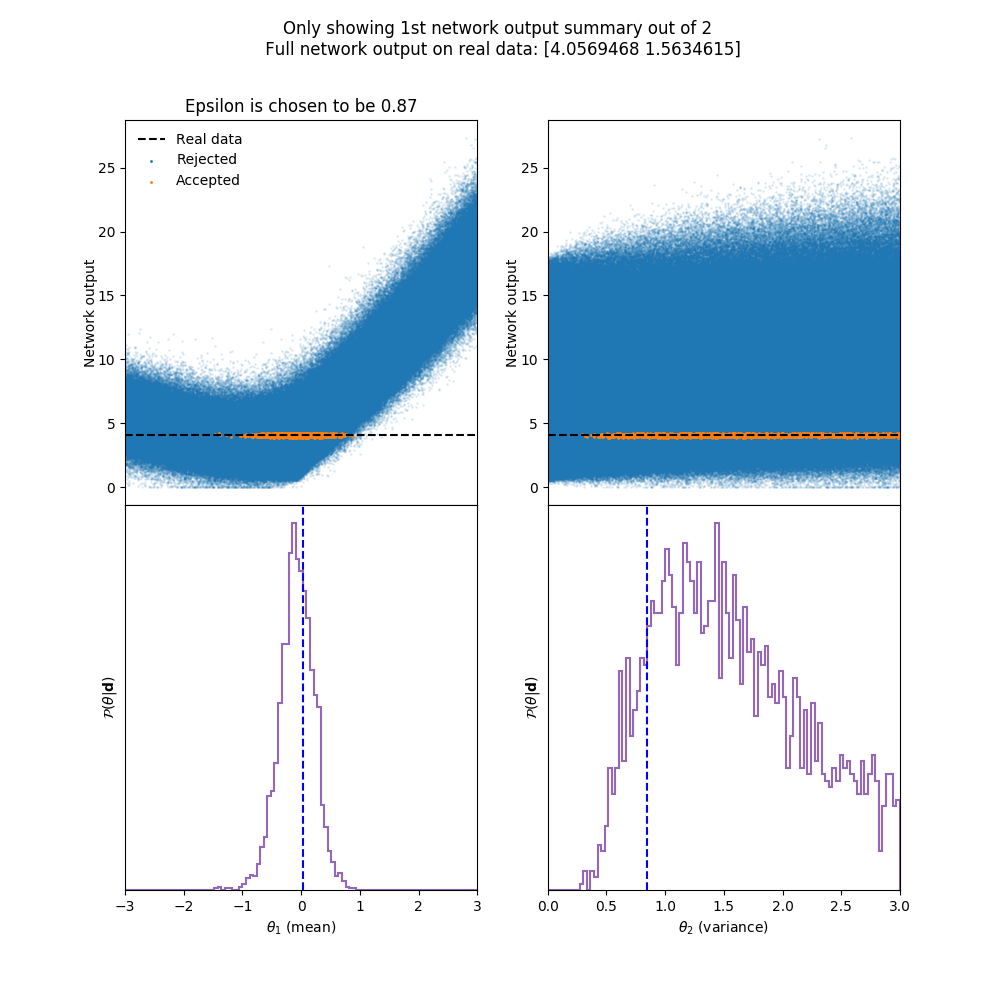 Only showing 1st network output summary out of 2
Full network output on real data: [4.0569468 1.5634615]
Epsilon is chosen to be 0.87
Real data
Rejected
Accepted
Network output
0
5
10
15
20
25
Network output
0
5
10
15
20
25
𝒫(θ|𝐝)
−3
−2
−1
0
1
2
3
θ₁ (mean)
𝒫(θ|𝐝)
0.0
0.5
1.0
1.5
2.0
2.5
3.0
θ₂ (variance)